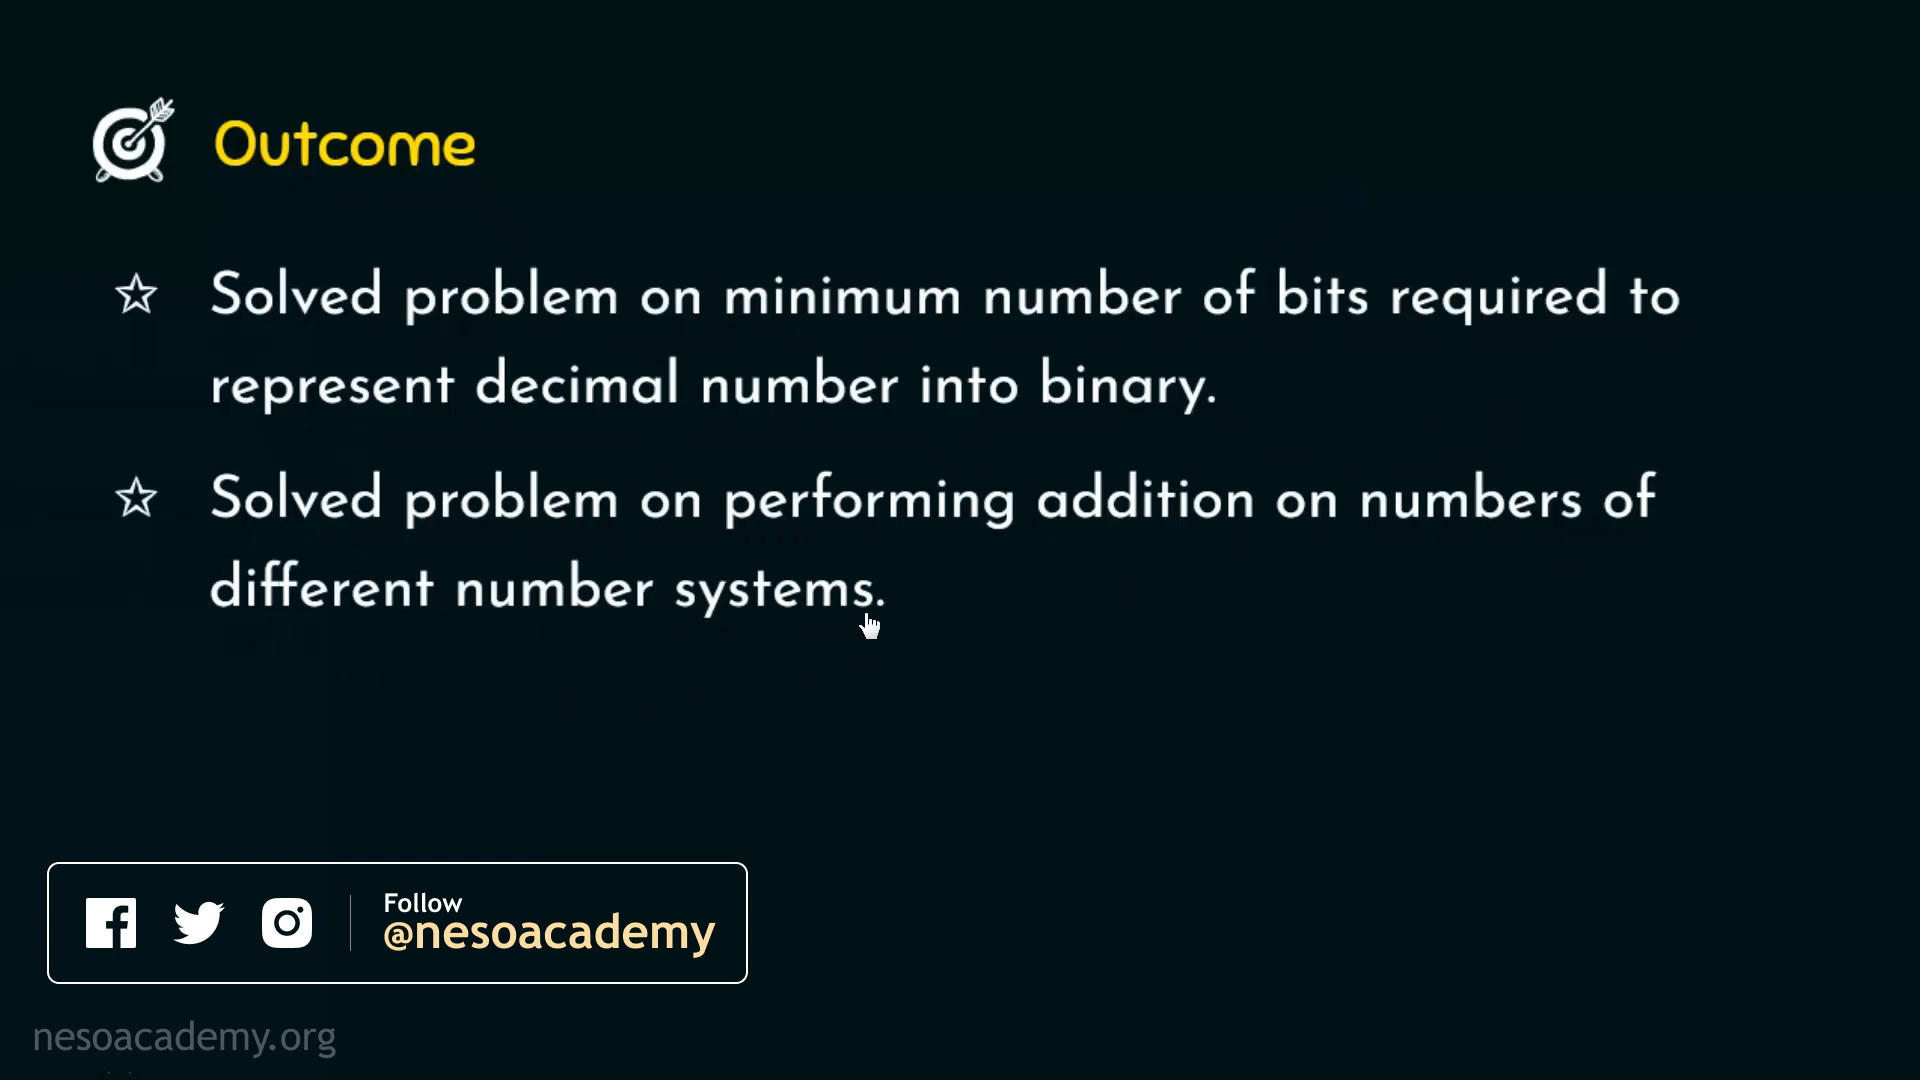 Outcome
☆ Solved problem on minimum number of bits required to
represent decimal number into binary.
☆ Solved problem on performing addition on numbers of
different number systems.
Follow
@nesoacademy
nesoacademy.org